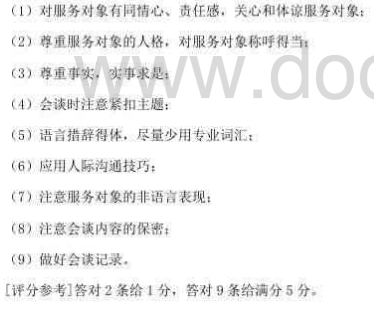 （1）对服务对象有同情心、责任感，关心和体谅服务对象；
（2）尊重服务对象的人格，对服务对象称呼得当；
（3）尊重事实，实事求是；
www.doc
（4）会谈时注意紧扣主题；
（5）语言措辞得体，尽量少用专业词汇；
（6）应用人际沟通技巧；
（7）注意服务对象的非语言表现；
（8）注意会谈内容的保密；
（9）做好会谈记录。
[评分参考]答对 2 条给 1 分，答对 9 条给满分 5 分。